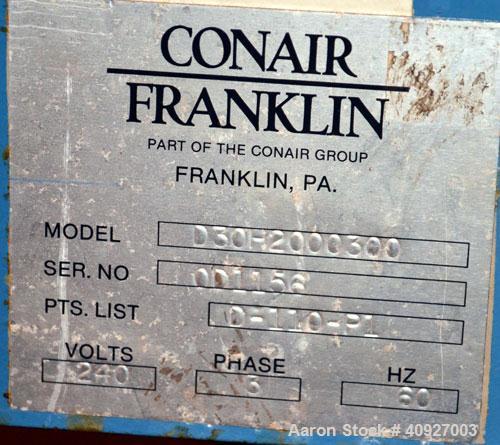 CONAIR
FRANKLIN
PART OF THE CONAIR GROUP
FRANKLIN, PA.
MODEL D30H2000300
SER. NO 0D1156
PTS. LIST D-110-P1
VOLTS PHASE HZ
240 3 60
Aaron Stock# 40927003